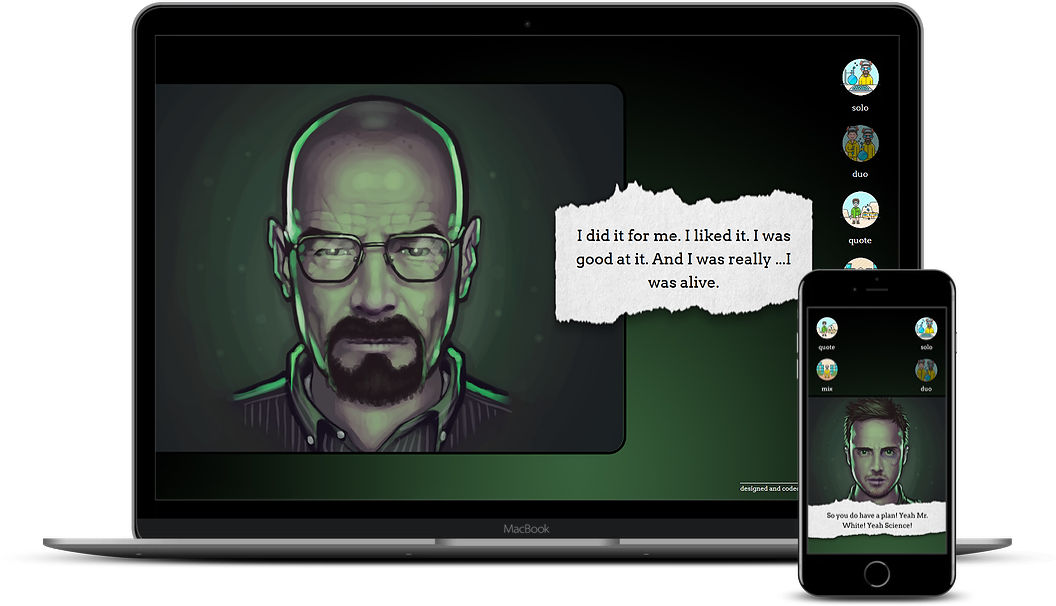 solo
duo
quote
I did it for me. I liked it. I was
good at it. And I was really ...I
was alive.
designed and coded
MacBook
quote
solo
mix
duo
So you do have a plan! Yeah Mr.
White! Yeah Science!